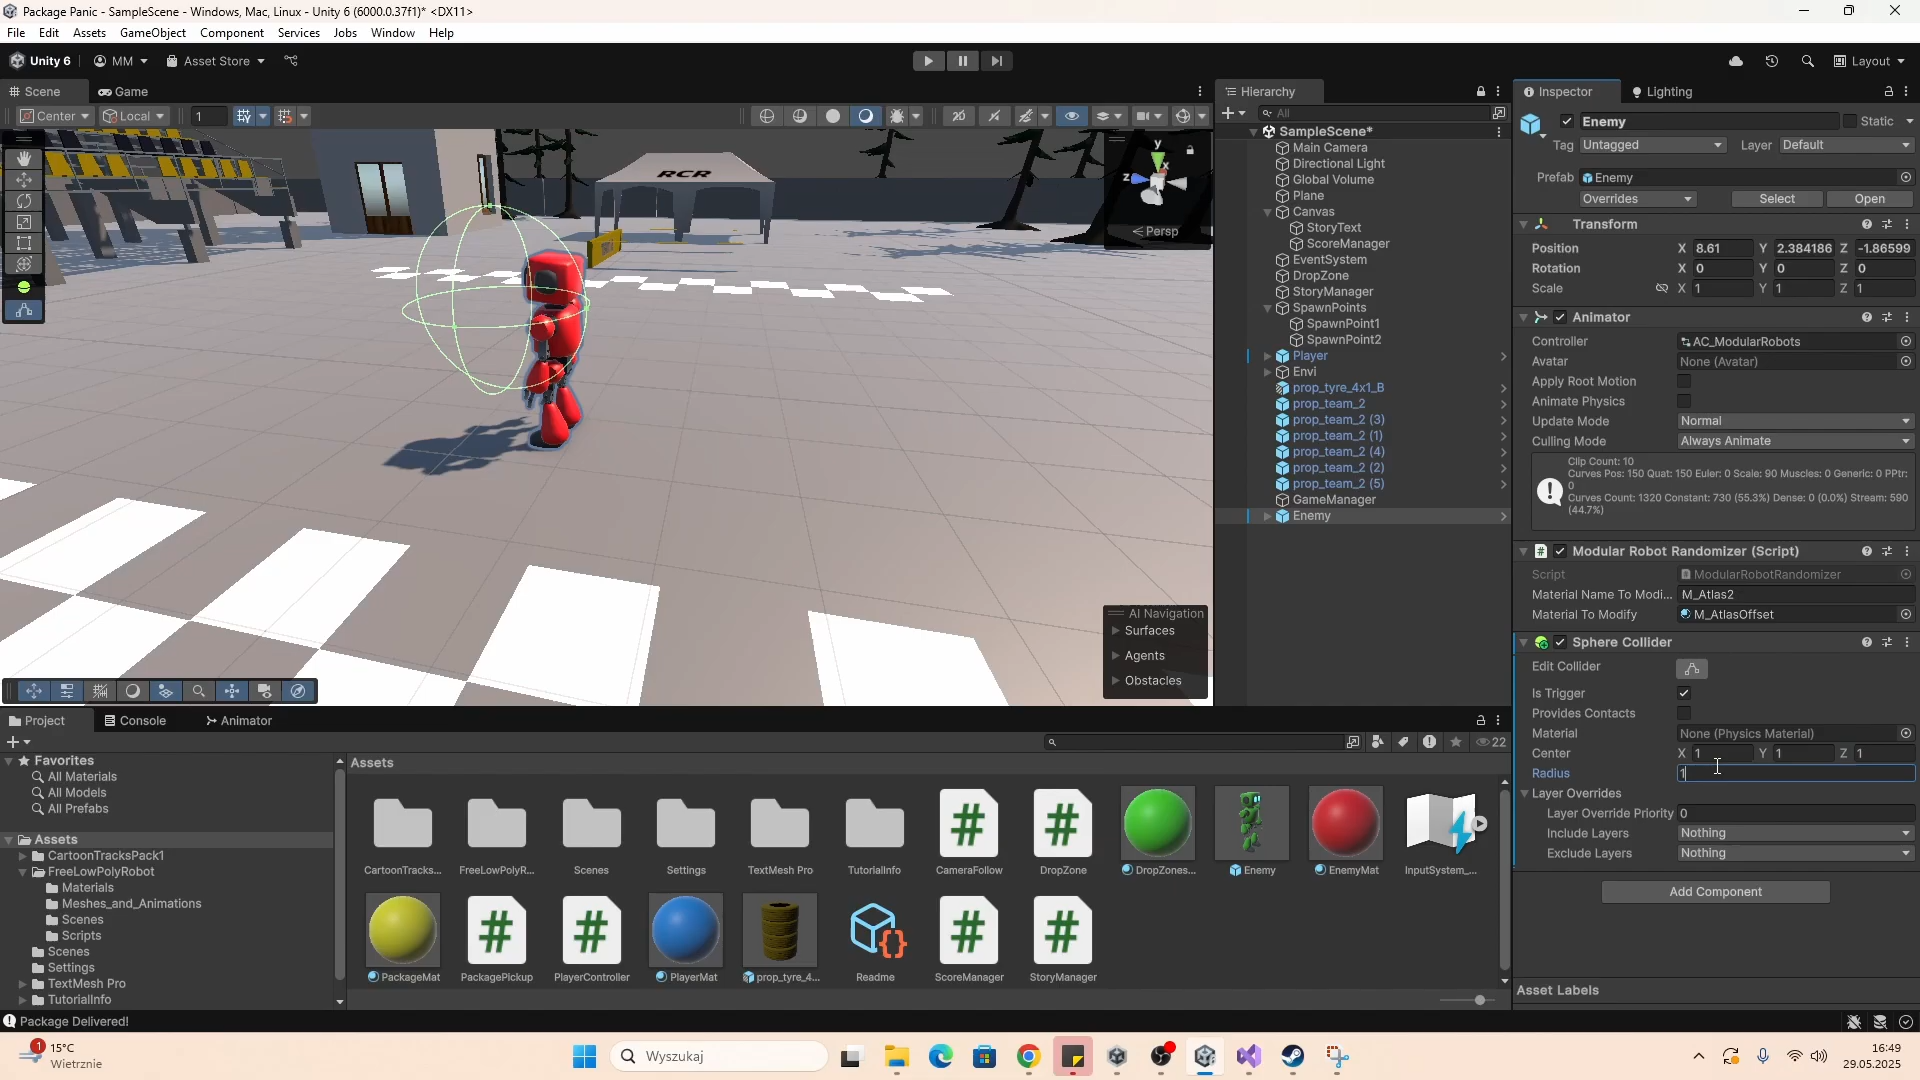 Package Panic - SampleScene - Windows, Mac, Linux - Unity 6 (6000.0.37f1)* <DX11>
File Edit Assets GameObject Component Services Jobs Window Help
Unity 6 MM Asset Store Layout
Scene Game
Center Local 1
RCR
y
x
z
Persp
AI Navigation
Surfaces
Agents
Obstacles
Hierarchy
All
SampleScene*
Main Camera
Directional Light
Global Volume
Plane
Canvas
StoryText
ScoreManager
EventSystem
DropZone
StoryManager
SpawnPoints
SpawnPoint1
SpawnPoint2
Player
Envi
prop_tyre_4x1_B
prop_team_2
prop_team_2 (3)
prop_team_2 (1)
prop_team_2 (4)
prop_team_2 (2)
prop_team_2 (5)
GameManager
Enemy
Inspector Lighting
Enemy Static
Tag Untagged Layer Default
Prefab Enemy
Overrides Select Open
Transform
Position X 8.61 Y 2.384186 Z -1.86599
Rotation X 0 Y 0 Z 0
Scale X 1 Y 1 Z 1
Animator
Controller AC_ModularRobots
Avatar None (Avatar)
Apply Root Motion
Animate Physics
Update Mode Normal
Culling Mode Always Animate
Clip Count: 10
Curves Pos: 150 Quat: 150 Euler: 0 Scale: 90 Muscles: 0 Generic: 0 PPtr:
0
Curves Count: 1320 Constant: 730 (55.3%) Dense: 0 (0.0%) Stream: 590
(44.7%)
Modular Robot Randomizer (Script)
Script ModularRobotRandomizer
Material Name To Modi... M_Atlas2
Material To Modify M_AtlasOffset
Sphere Collider
Edit Collider
Is Trigger
Provides Contacts
Material None (Physics Material)
Center X 1 Y 1 Z 1
Radius 1
Layer Overrides
Layer Override Priority 0
Include Layers Nothing
Exclude Layers Nothing
Add Component
Asset Labels
Project Console Animator
22
Favorites
All Materials
All Models
All Prefabs
Assets
CartoonTracksPack1
FreeLowPolyRobot
Materials
Meshes_and_Animations
Scenes
Scripts
Scenes
Settings
TextMesh Pro
TutorialInfo
Assets
CartoonTracks... FreeLowPolyR... Scenes Settings TextMesh Pro TutorialInfo CameraFollow DropZone DropZones... Enemy EnemyMat InputSystem_...
PackageMat PackagePickup PlayerController PlayerMat prop_tyre_4... Readme ScoreManager StoryManager
Package Delivered!
1
15°C
Wietrznie
Wyszukaj
16:49
29.05.2025